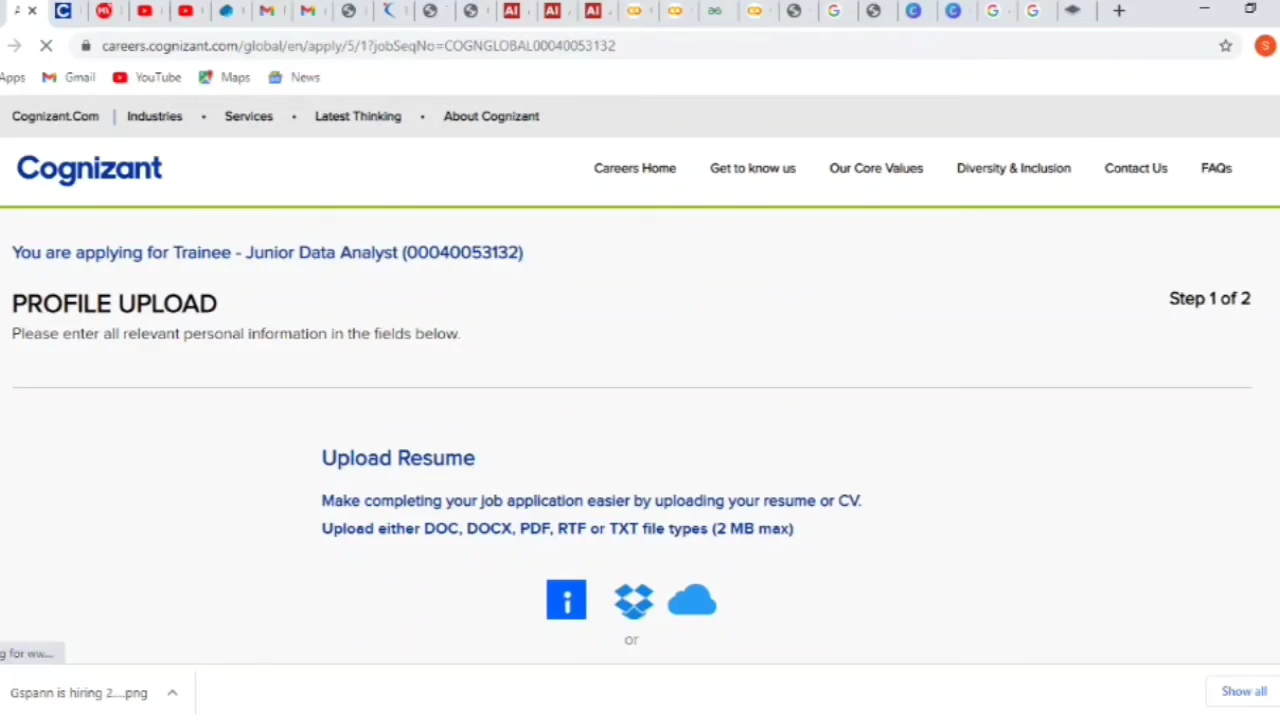 careers.cognizant.com/global/en/apply/5/1?jobSeqNo=COGNGLOBAL00040053132
S
Apps Gmail YouTube Maps News
Cognizant.Com | Industries • Services • Latest Thinking • About Cognizant
Cognizant
Careers Home Get to know us Our Core Values Diversity & Inclusion Contact Us FAQs
You are applying for Trainee - Junior Data Analyst (00040053132)
PROFILE UPLOAD
Step 1 of 2
Please enter all relevant personal information in the fields below.
Upload Resume
Make completing your job application easier by uploading your resume or CV.
Upload either DOC, DOCX, PDF, RTF or TXT file types (2 MB max)
or
g for ww...
Gspann is hiring 2....png
Show all